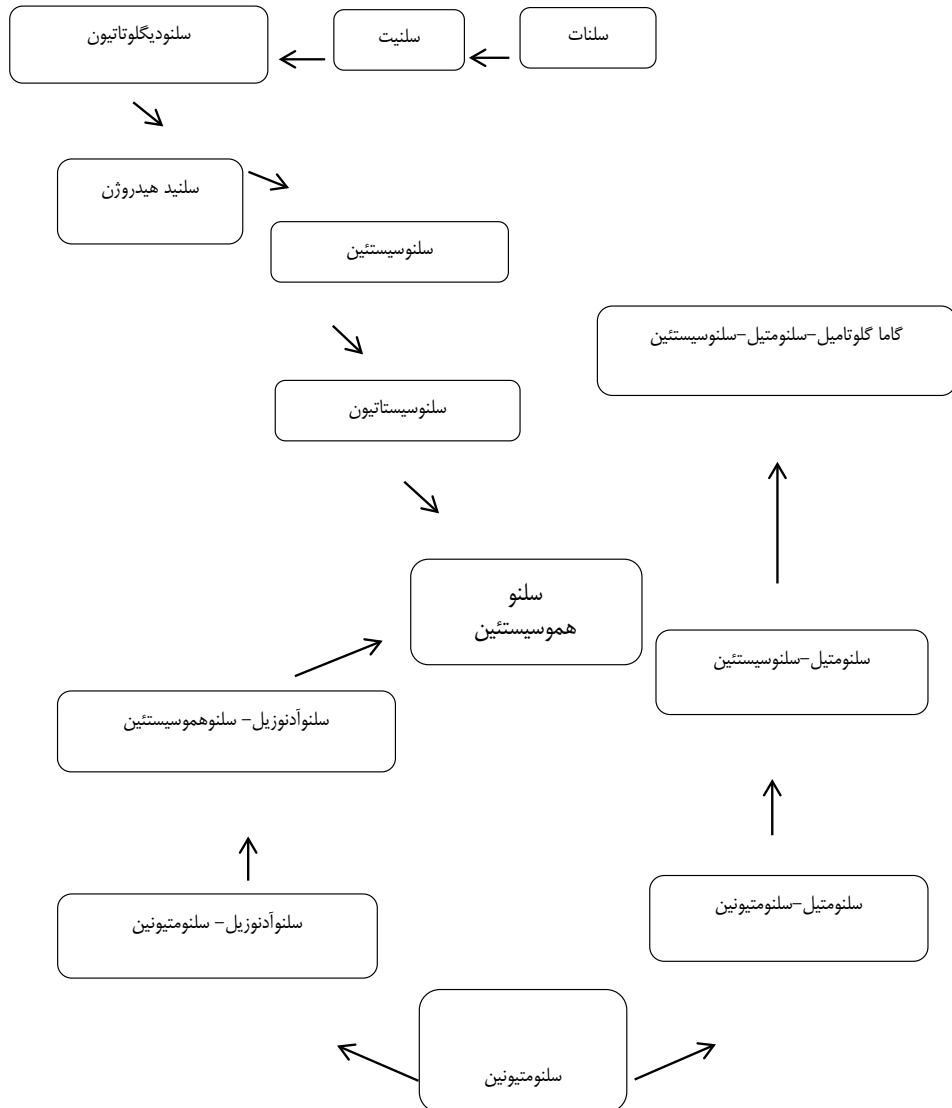 سلنات
سلنیت
سلنودیگلوتاتیون
سلنید هیدروژن
سلنوسیستئین
گاما گلوتامیل-سلنومتیل-سلنوسیستئین
سلنوسیستاتیون
سلنو
هموسیستئین
سلنومتیل-سلنوسیستئین
سلنوآدنوزیل- سلنوهموسیستئین
سلنومتیل-سلنومتیونین
سلنوآدنوزیل- سلنومتیونین
سلنومتیونین